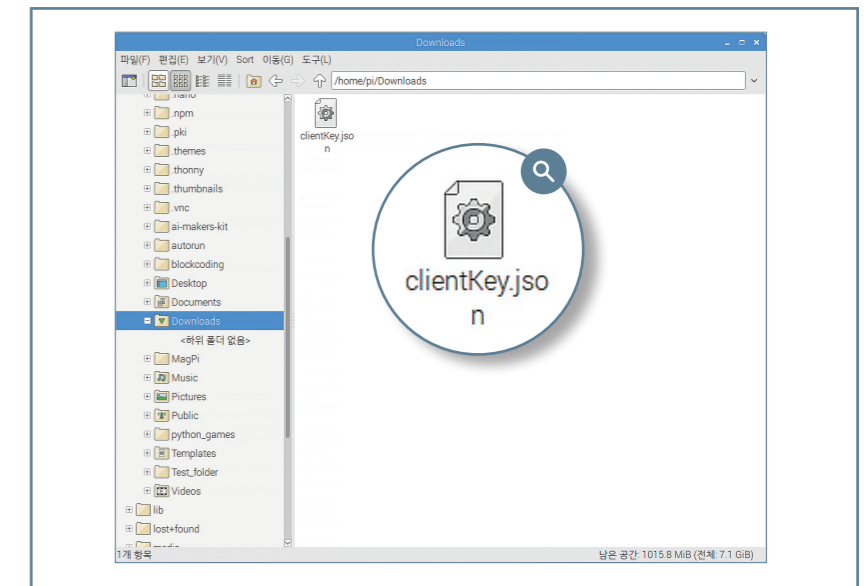 Downloads
파일(F) 편집(E) 보기(V) Sort 이동(G) 도구(L)
/home/pi/Downloads
.nano
.npm
.pki
.themes
.thonny
.thumbnails
.vnc
ai-makers-kit
autorun
blockcoding
Desktop
Documents
Downloads
<하위 폴더 없음>
MagPi
Music
Pictures
Public
python_games
Templates
Test_folder
Videos
lib
lost+found
media
clientKey.jso
n
clientKey.jso
n
1개 항목
남은 공간: 1015.8 MiB (전체: 7.1 GiB)